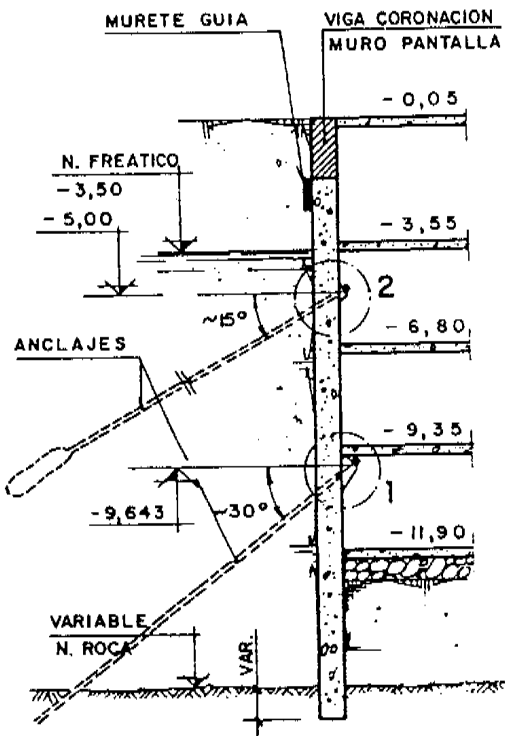 MURETE GUIA
VIGA CORONACION
MURO PANTALLA
-0,05
N. FREATICO
-3,50
-5,00
-3,55
2
~15°
-6,80
ANCLAJES
-9,35
1
-9,643
~30°
-11,90
VARIABLE
N. ROCA
VAR.